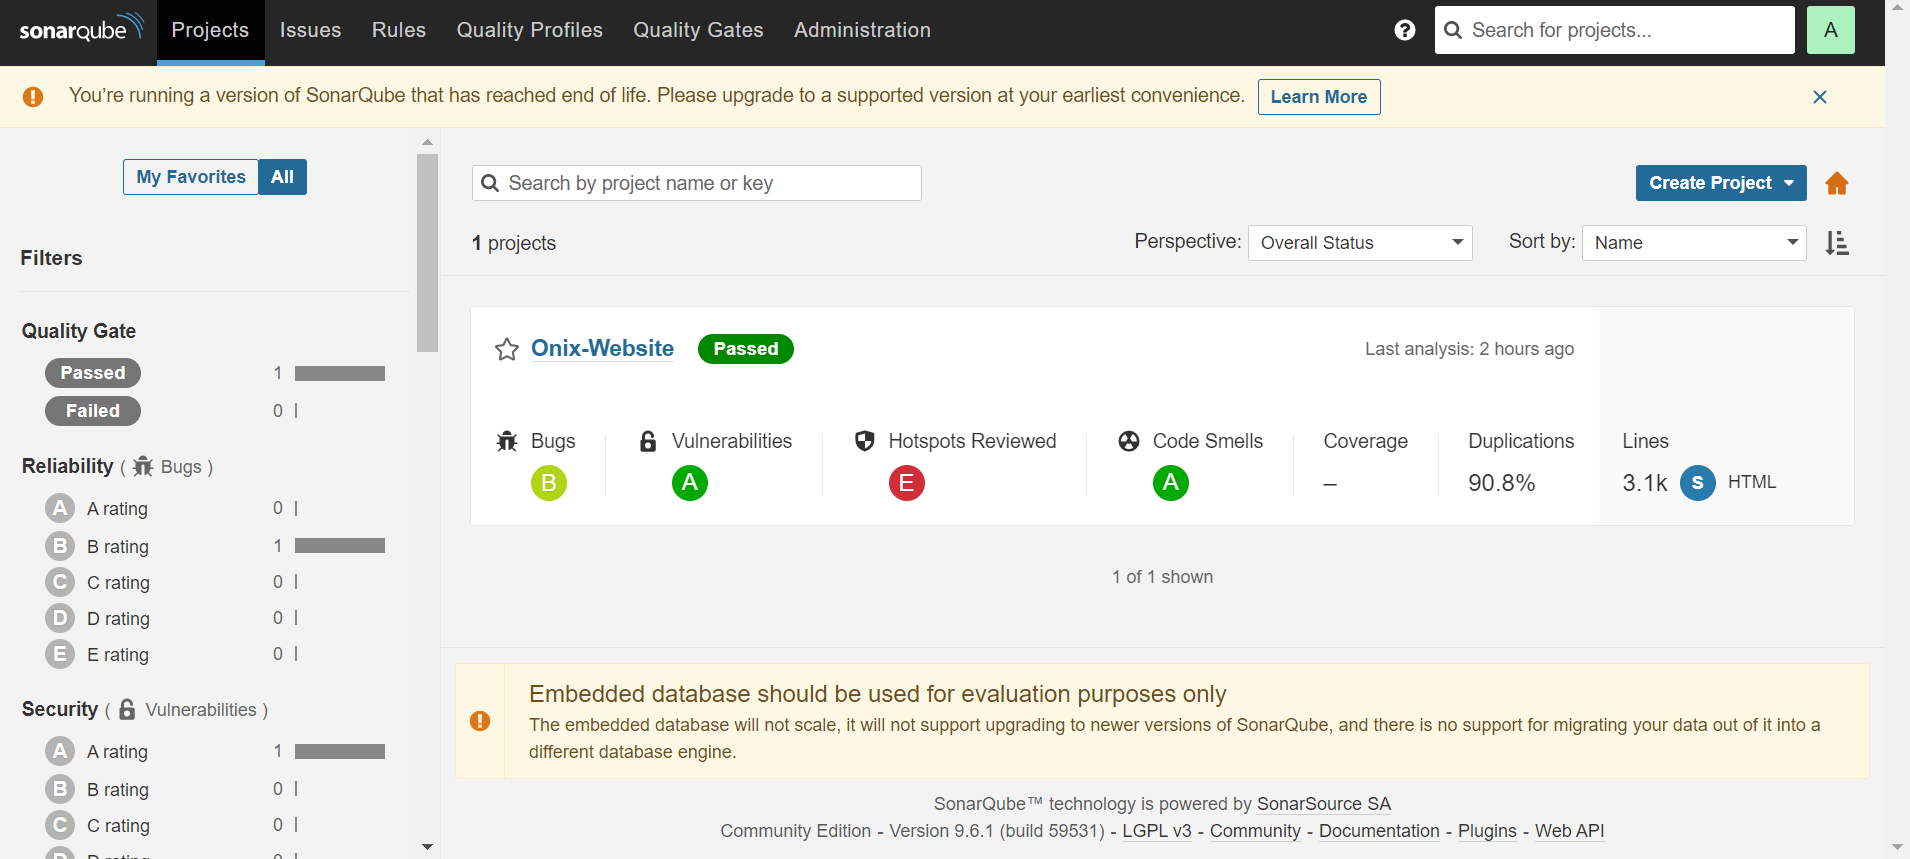 sonarqube Projects Issues Rules Quality Profiles Quality Gates Administration ? Search for projects... A
You’re running a version of SonarQube that has reached end of life. Please upgrade to a supported version at your earliest convenience. Learn More
My Favorites All
Filters
Quality Gate
Passed 1
Failed 0
Reliability ( Bugs )
A A rating 0
B B rating 1
C C rating 0
D D rating 0
E E rating 0
Security ( Vulnerabilities )
A A rating 1
B B rating 0
C C rating 0
Search by project name or key Create Project
1 projects Perspective: Overall Status Sort by: Name
Onix-Website Passed Last analysis: 2 hours ago
Bugs Vulnerabilities Hotspots Reviewed Code Smells Coverage Duplications Lines
B A E A – 90.8% 3.1k S HTML
1 of 1 shown
Embedded database should be used for evaluation purposes only
The embedded database will not scale, it will not support upgrading to newer versions of SonarQube, and there is no support for migrating your data out of it into a
different database engine.
SonarQube™ technology is powered by SonarSource SA
Community Edition - Version 9.6.1 (build 59531) - LGPL v3 - Community - Documentation - Plugins - Web API